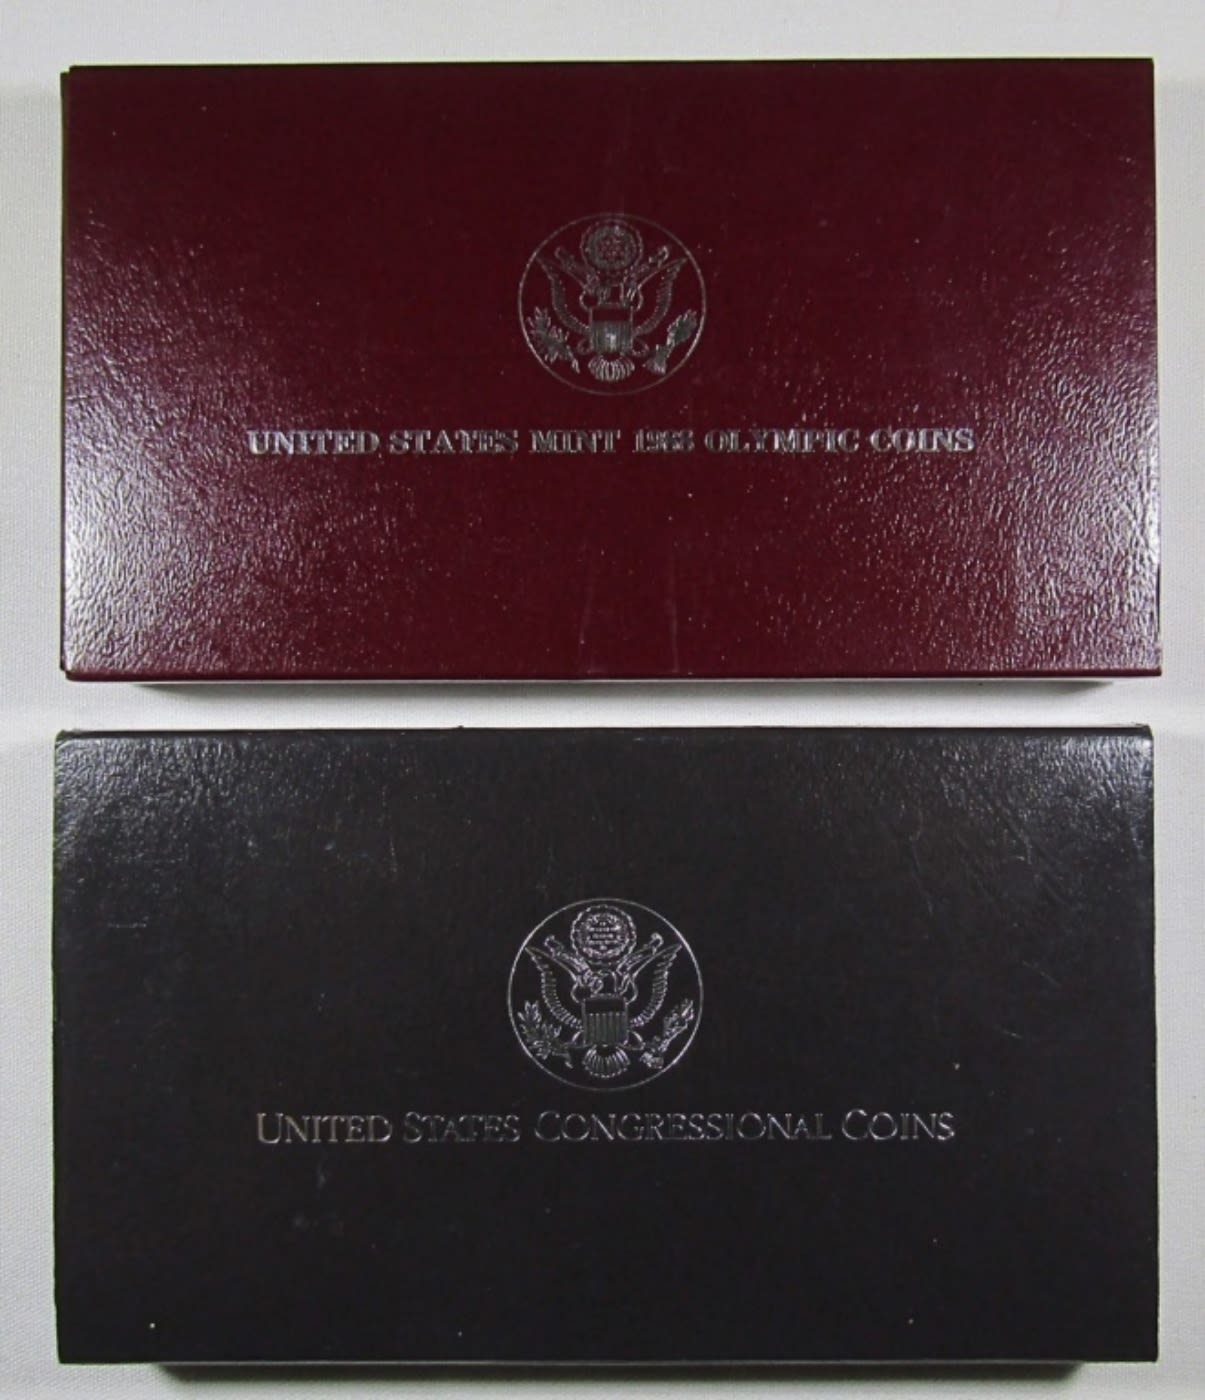 UNITED STATES MINT 1988 OLYMPIC COINS
UNITED STATES CONGRESSIONAL COINS